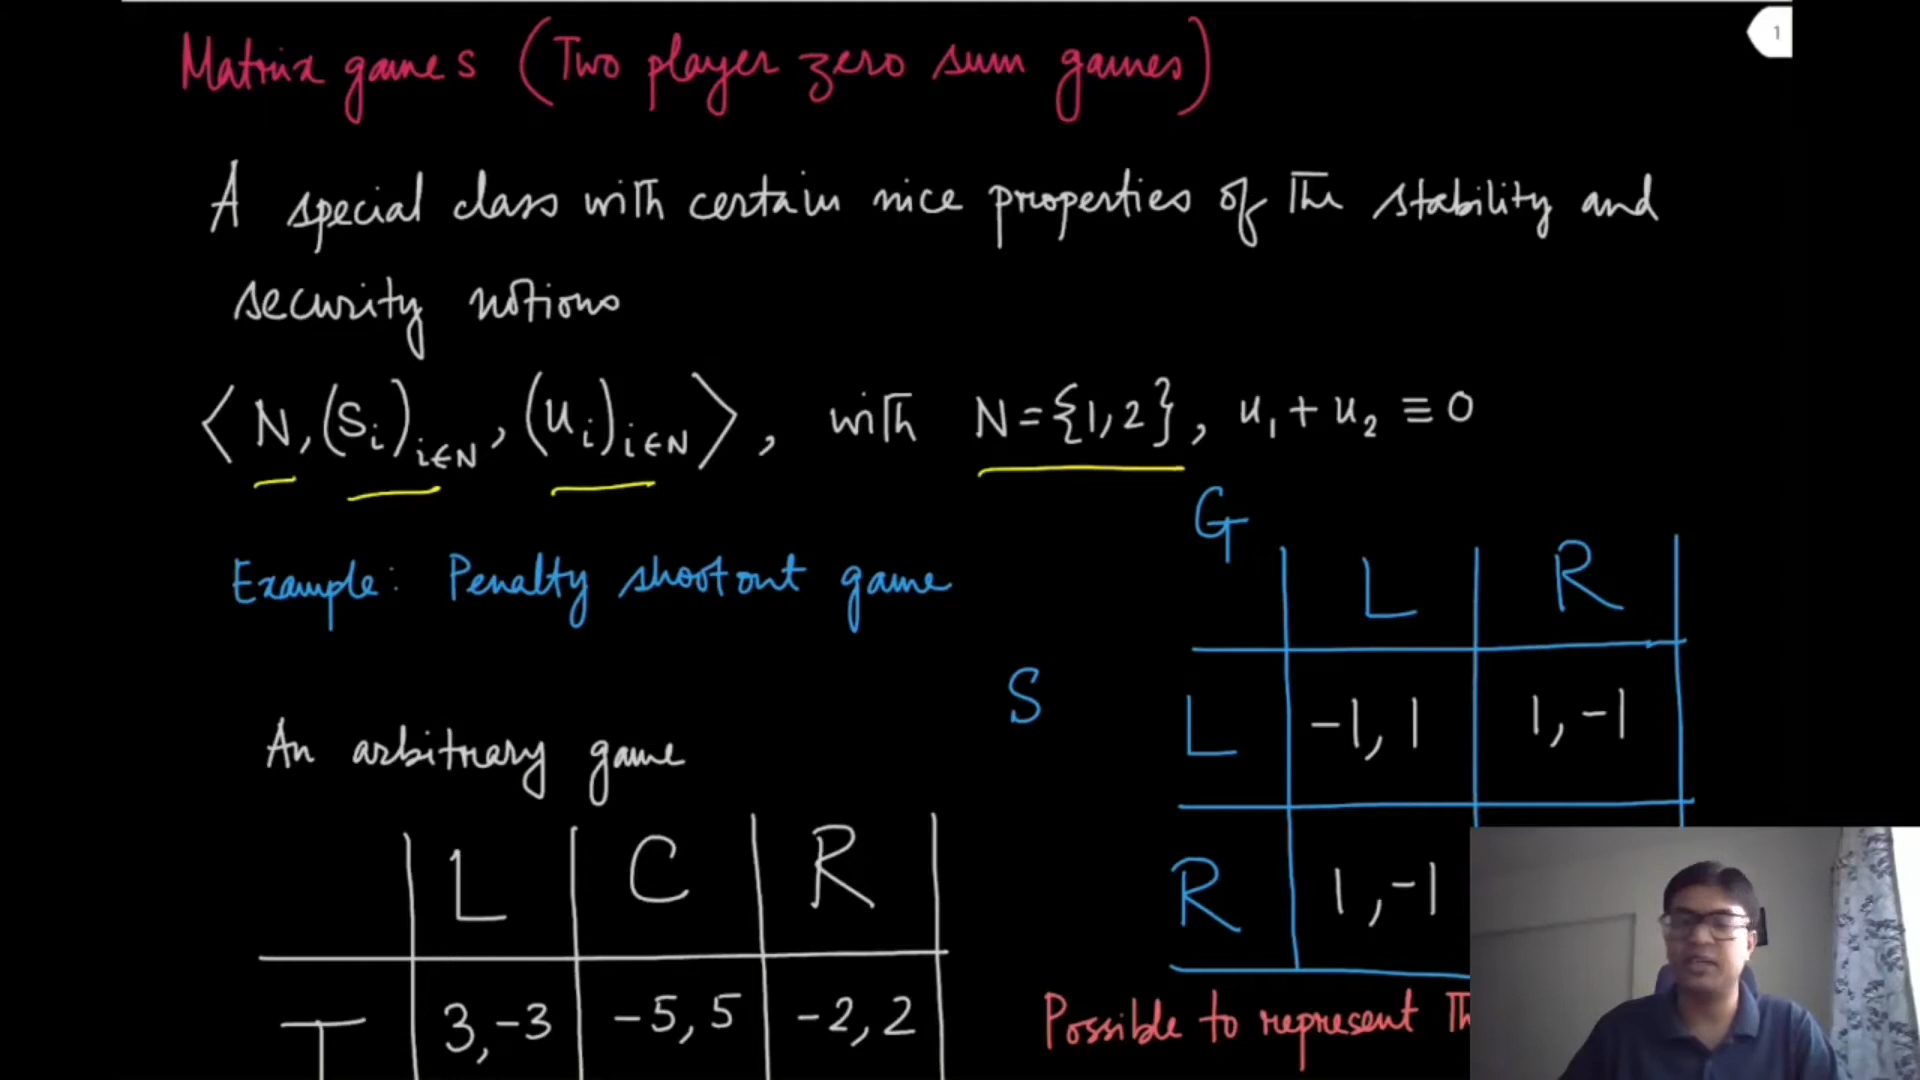 1
Matrix games (Two player zero sum games)
A special class with certain nice properties of the stability and
security notions
⟨N, (Sᵢ)ᵢ∈N, (uᵢ)ᵢ∈N⟩, with N = {1,2}, u₁ + u₂ ≡ 0
Example: Penalty shootout game
G
L R
S
L -1, 1 1, -1
R 1, -1
An arbitrary game
L C R
T 3, -3 -5, 5 -2, 2
Possible to represent